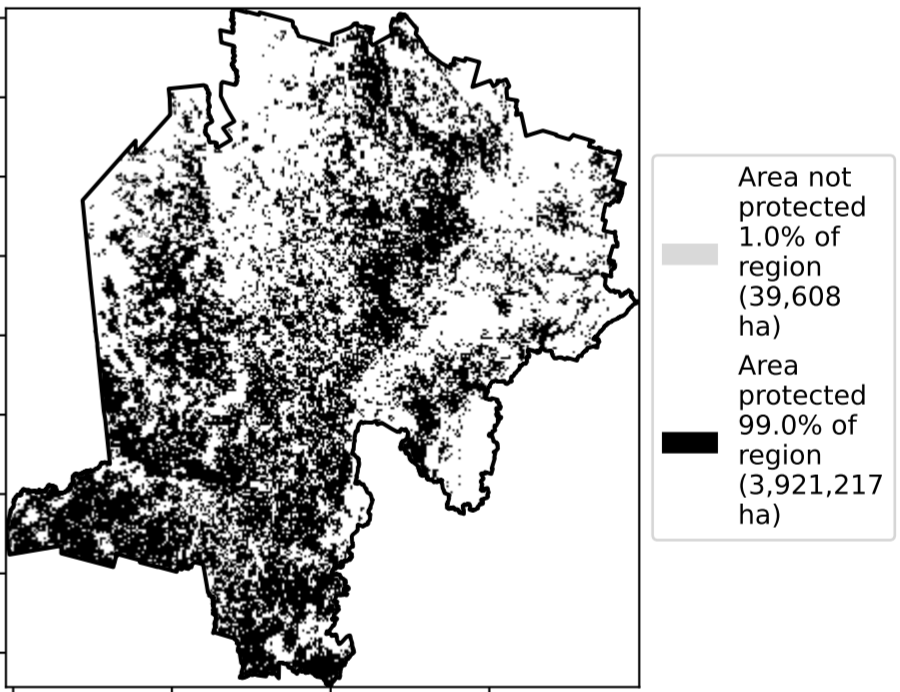 Area not
protected
1.0% of
region
(39,608
ha)
Area
protected
99.0% of
region
(3,921,217
ha)